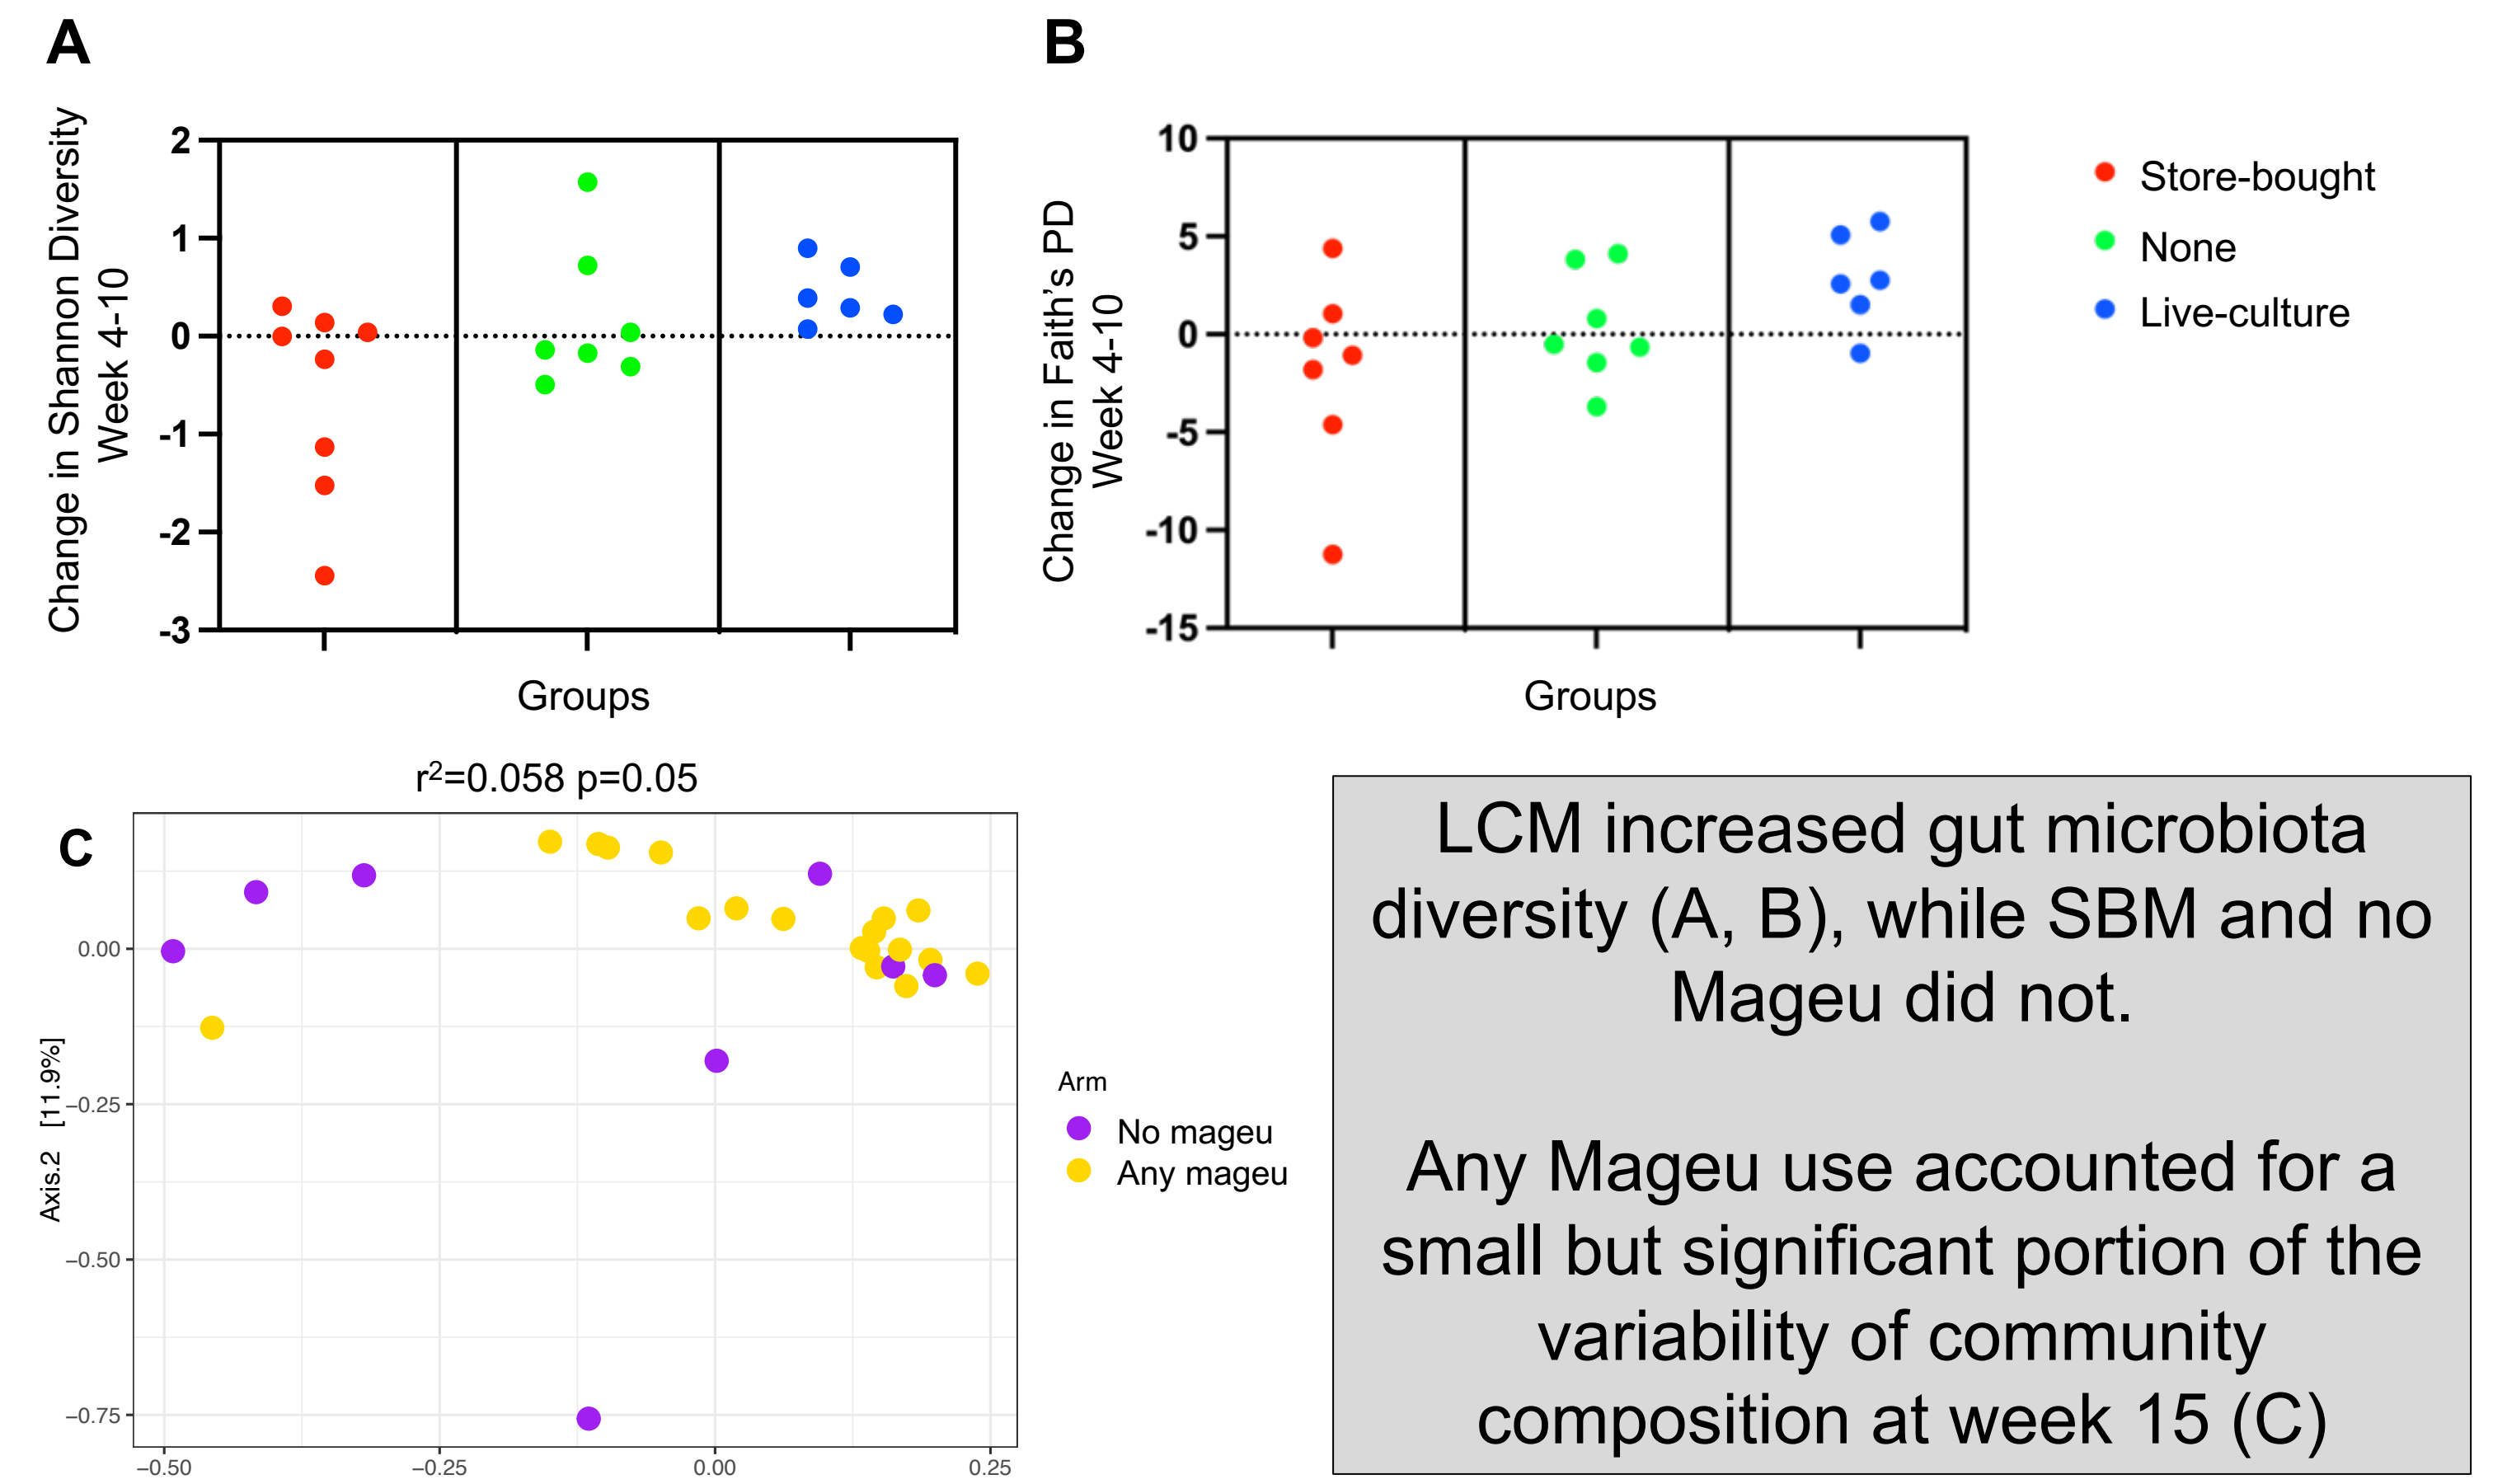 A
Change in Shannon Diversity
Week 4-10
2
1
0
-1
-2
-3
Groups
B
Change in Faith's PD
Week 4-10
10
5
0
-5
-10
-15
Groups
Store-bought
None
Live-culture
r²=0.058 p=0.05
C
Axis.2 [11.9%]
0.00
−0.25
−0.50
−0.75
−0.50
−0.25
0.00
0.25
Arm
No mageu
Any mageu
LCM increased gut microbiota
diversity (A, B), while SBM and no
Mageu did not.
Any Mageu use accounted for a
small but significant portion of the
variability of community
composition at week 15 (C)